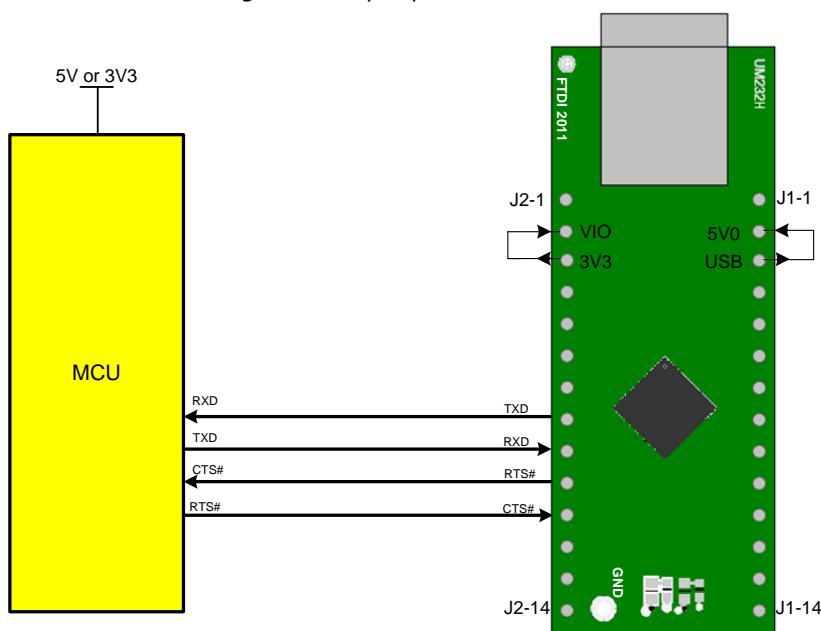 5V or 3V3
FTDI 2011
UM232H
J2-1
J1-1
VIO
5V0
3V3
USB
MCU
RXD
TXD
TXD
RXD
CTS#
RTS#
RTS#
CTS#
GND
J2-14
J1-14